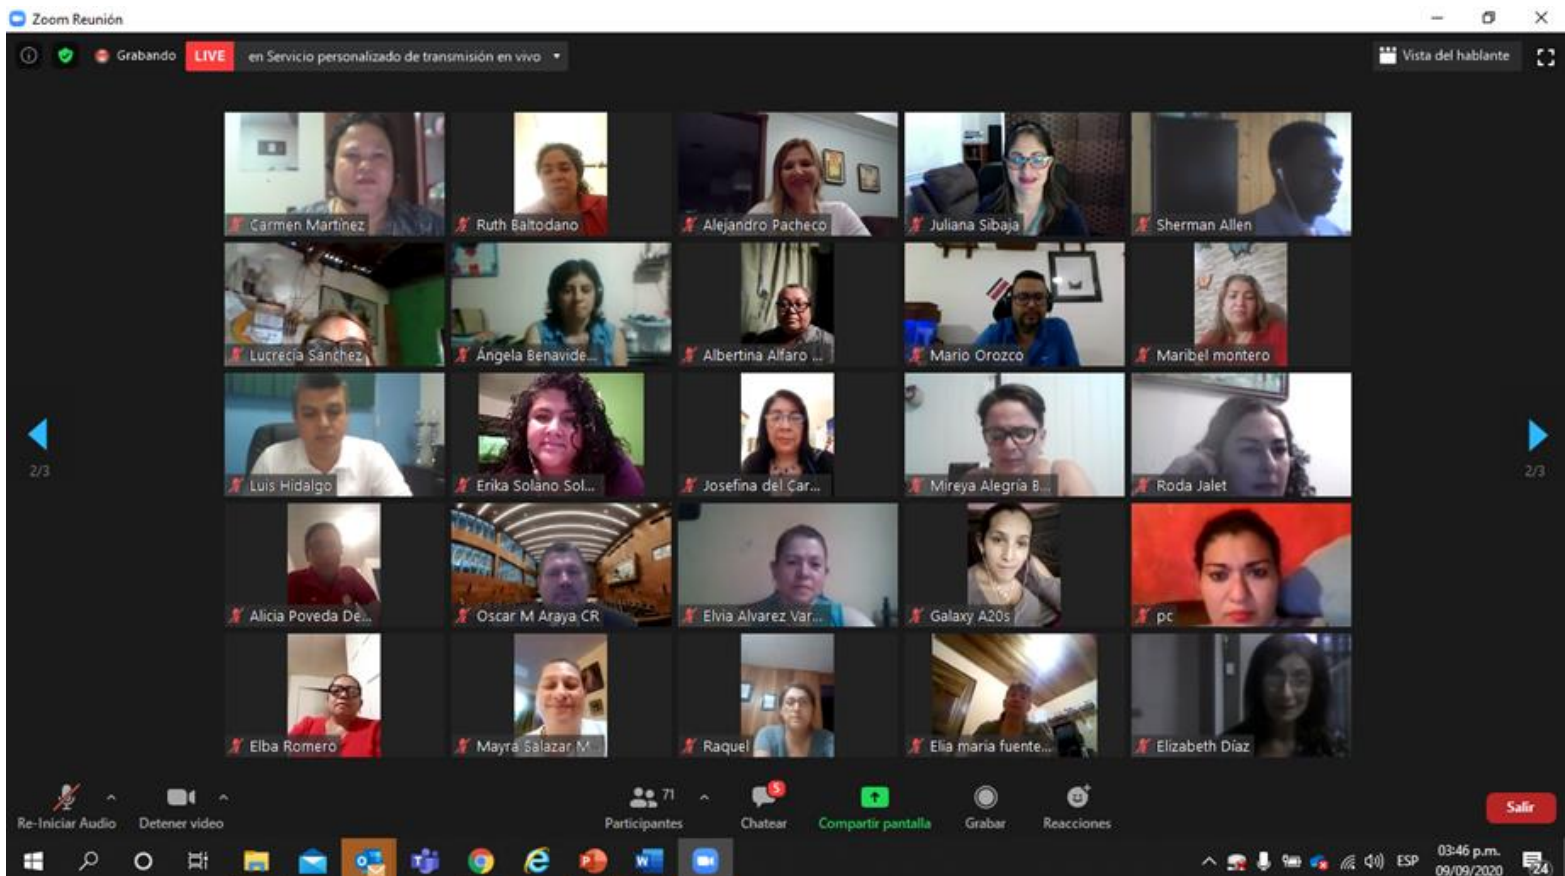 Zoom Reunión
Grabando
LIVE
en Servicio personalizado de transmisión en vivo
Vista del hablante
Carmen Martínez
Ruth Baltodano
Alejandro Pacheco
Juliana Sibaja
Sherman Allen
Lucrecia Sánchez
Ángela Benavide...
Albertina Alfaro ...
Mario Orozco
Maribel montero
Luis Hidalgo
Erika Solano Sol...
Josefina del Car...
Mireya Alegría B...
Roda Jalet
2/3
2/3
Alicia Poveda De...
Oscar M Araya CR
Elvia Alvarez Var...
Galaxy A20s
pc
Elba Romero
Mayra Salazar M...
Raquel
Elia maria fuente...
Elizabeth Díaz
71
5
Re-Iniciar Audio
Detener video
Participantes
Chatear
Compartir pantalla
Grabar
Reacciones
Salir
ESP
03:46 p.m.
09/09/2020
24